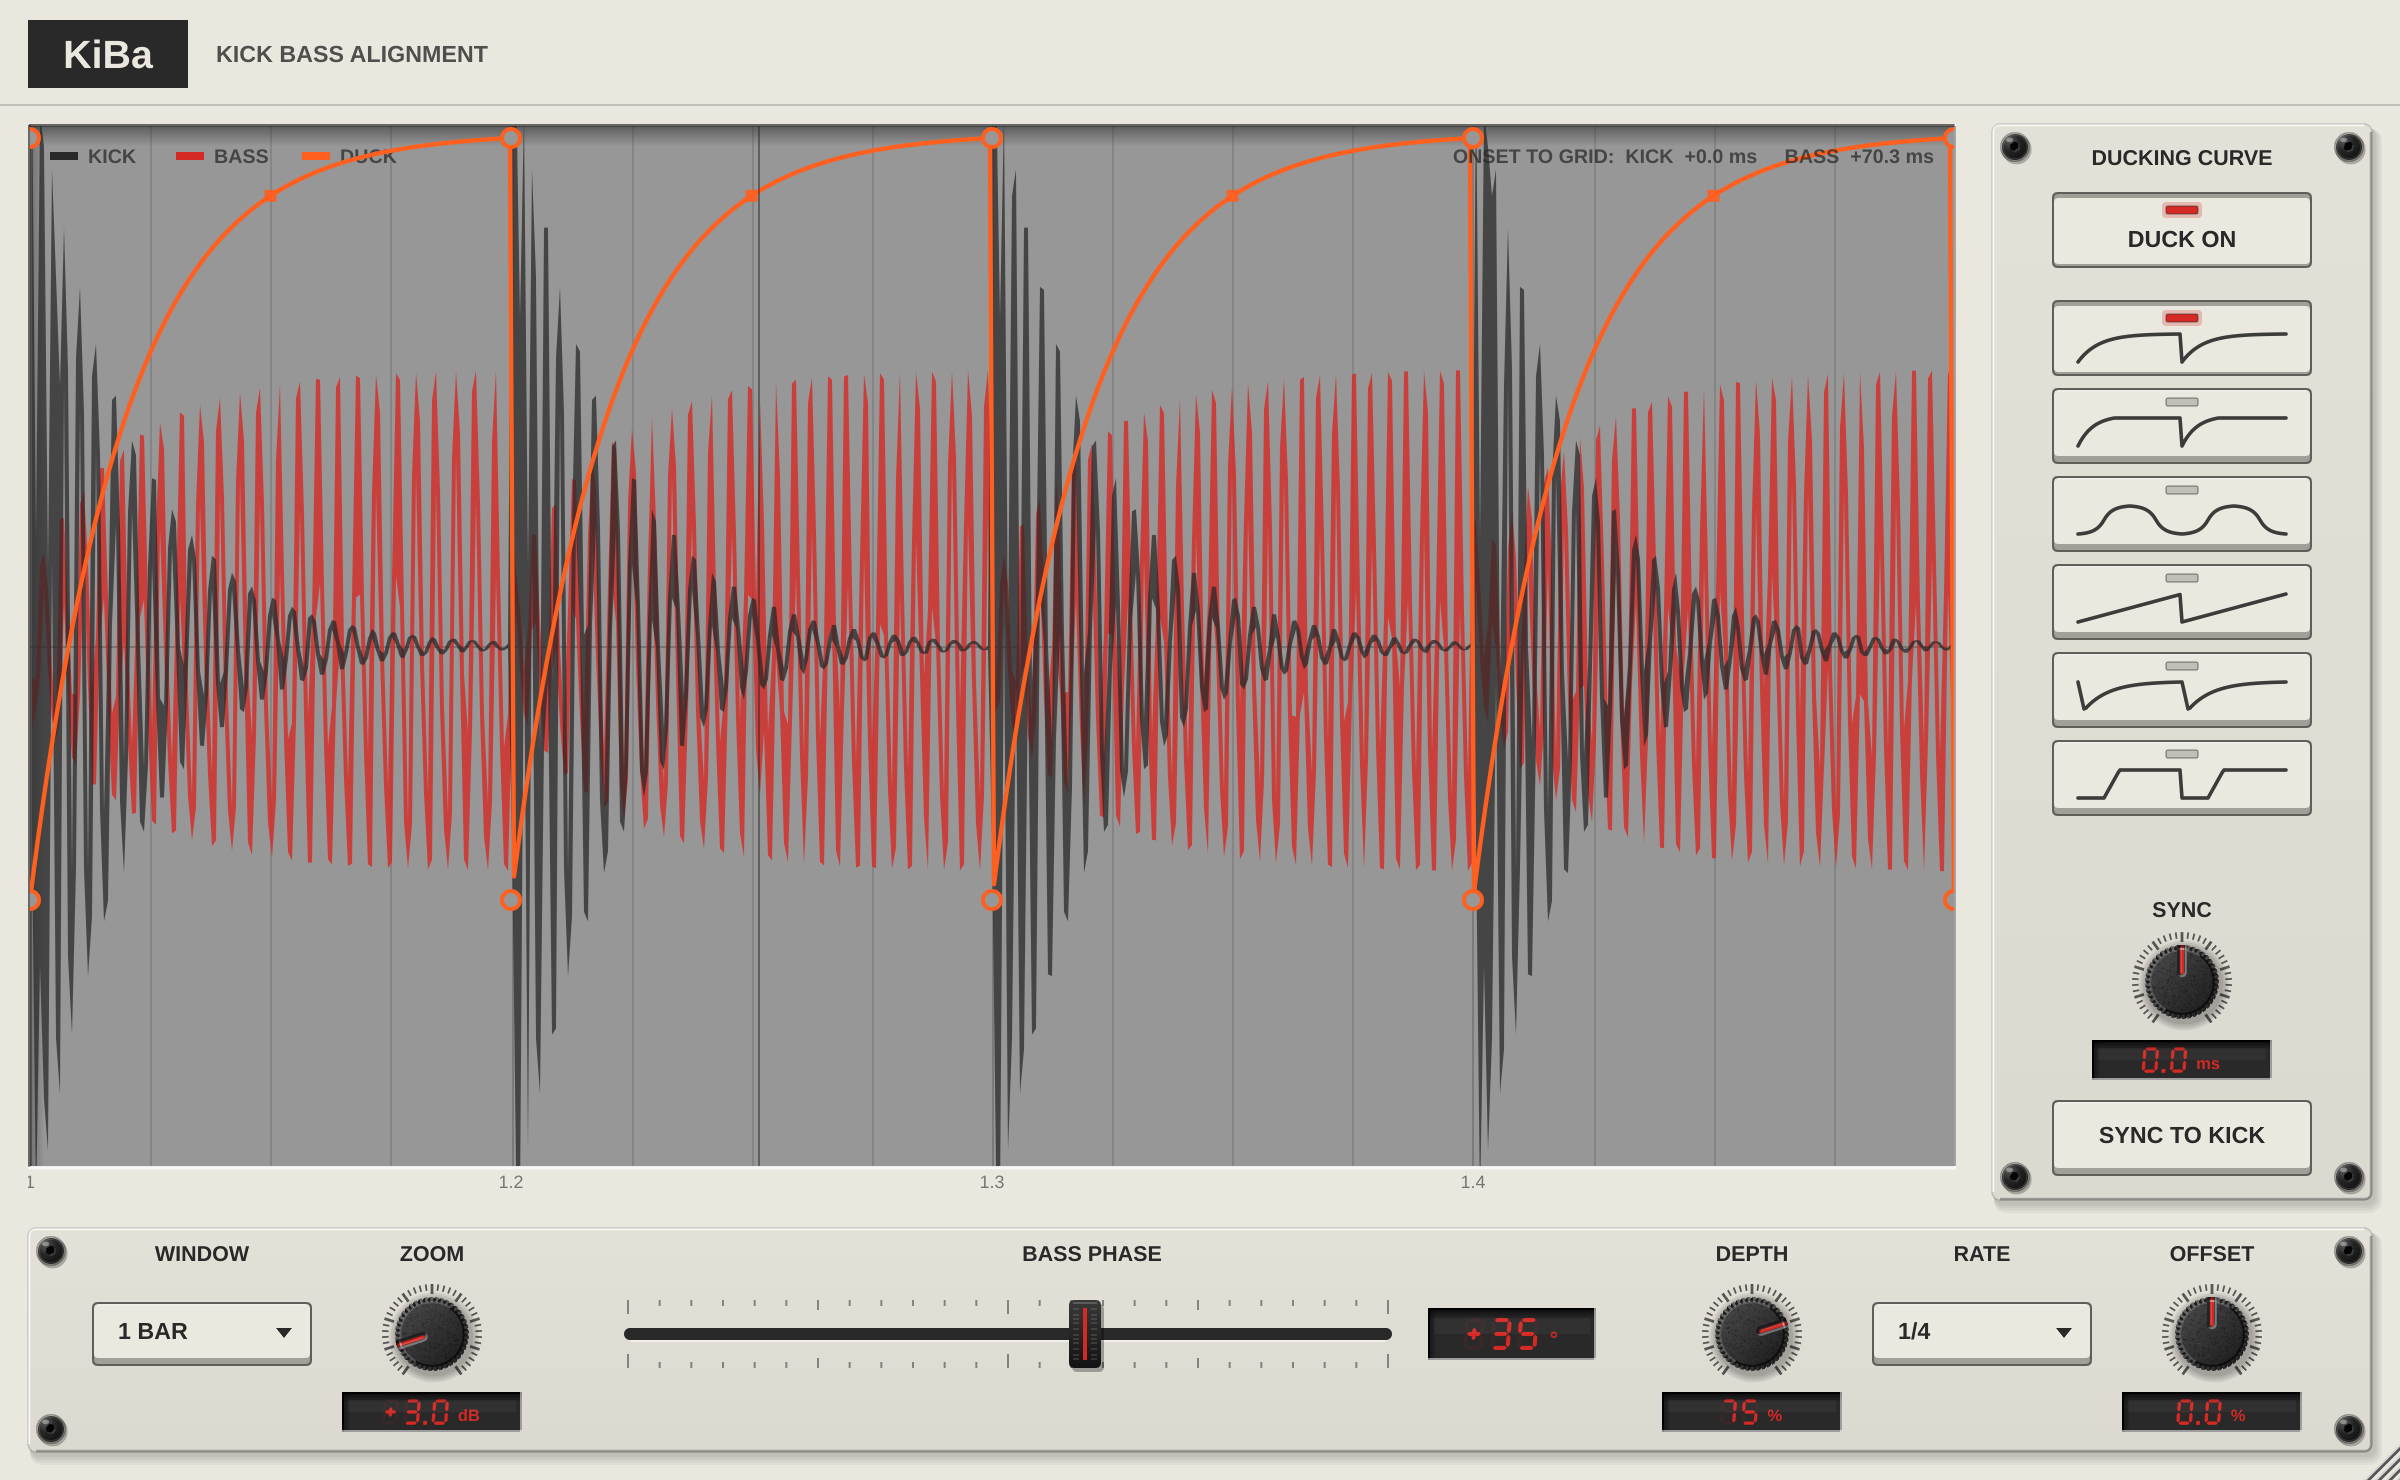 KiBa
KICK BASS ALIGNMENT
KICK BASS DUCK
ONSET TO GRID: KICK +0.0 ms BASS +70.3 ms
1 1.2 1.3 1.4
DUCKING CURVE
DUCK ON
SYNC
0.0 ms
SYNC TO KICK
WINDOW
1 BAR
ZOOM
+3.0 dB
BASS PHASE
+35 °
DEPTH
75 %
RATE
1/4
OFFSET
0.0 %